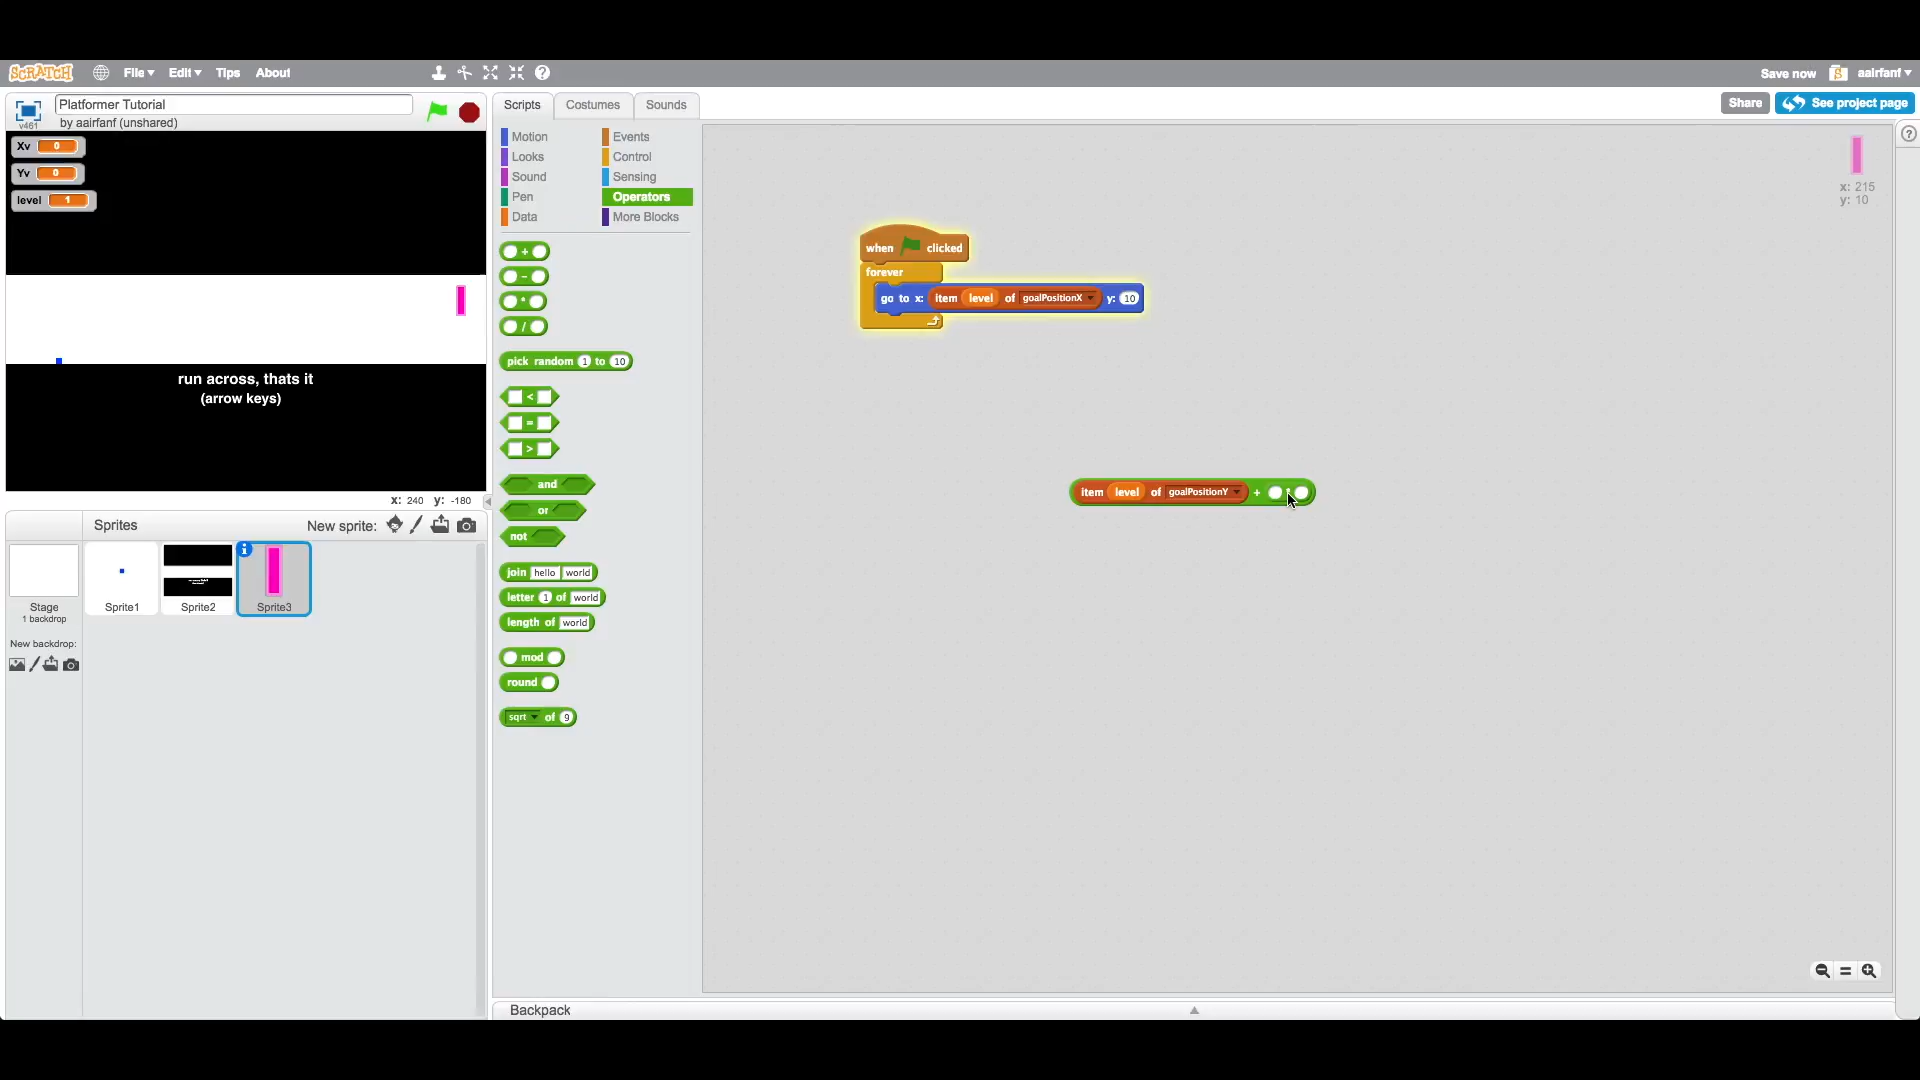 SCRATCH File Edit Tips About Save now aairfanf
v461 Platformer Tutorial
by aairfanf (unshared)
Scripts Costumes Sounds Share See project page
Xv 0
Yv 0
level 1
run across, thats it
(arrow keys)
x: 240 y: -180
Motion Events
Looks Control
Sound Sensing
Pen Operators
Data More Blocks
+
-
*
/
pick random 1 to 10
<
=
>
and
or
not
join hello world
letter 1 of world
length of world
mod
round
sqrt of 9
when clicked
forever
go to x: item level of goalPositionX y: 10
item level of goalPositionY +
x: 215
y: 10
Sprites New sprite:
Stage
1 backdrop
New backdrop:
Sprite1 Sprite2 Sprite3
Backpack